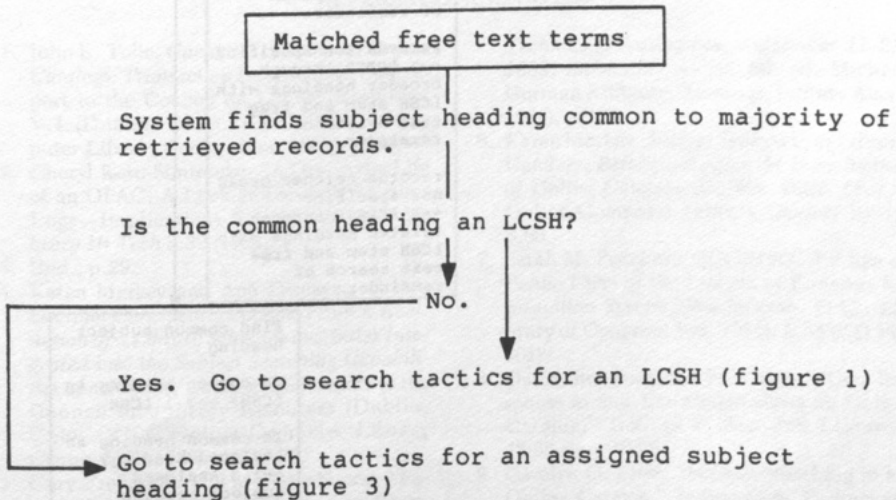 Matched free text terms
System finds subject heading common to majority of
retrieved records.
Is the common heading an LCSH?
No.
Yes. Go to search tactics for an LCSH (figure 1)
Go to search tactics for an assigned subject
heading (figure 3)